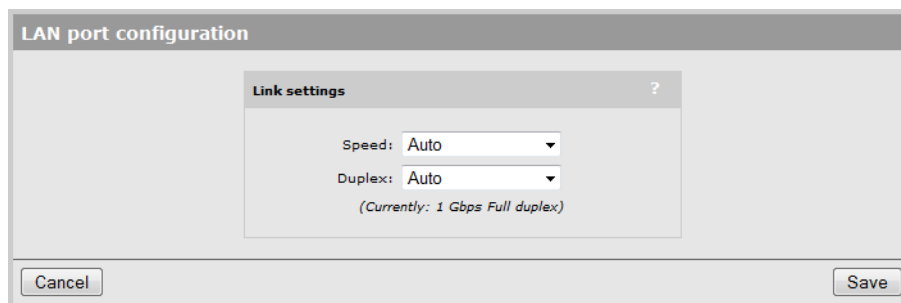 LAN port configuration
Link settings ?
Speed: Auto
Duplex: Auto
(Currently: 1 Gbps Full duplex)
Cancel Save